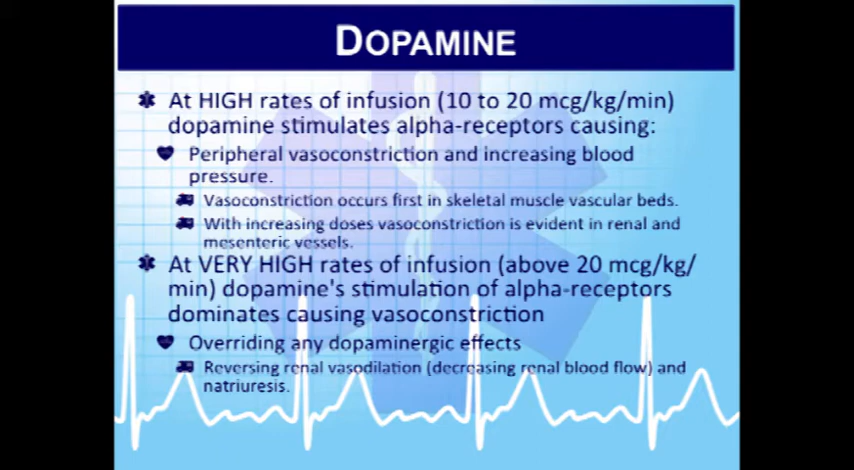 DOPAMINE
At HIGH rates of infusion (10 to 20 mcg/kg/min)
dopamine stimulates alpha-receptors causing:
Peripheral vasoconstriction and increasing blood
pressure.
Vasoconstriction occurs first in skeletal muscle vascular beds.
With increasing doses vasoconstriction is evident in renal and
mesenteric vessels.
At VERY HIGH rates of infusion (above 20 mcg/kg/
min) dopamine's stimulation of alpha-receptors
dominates causing vasoconstriction
Overriding any dopaminergic effects
Reversing renal vasodilation (decreasing renal blood flow) and
natriuresis.